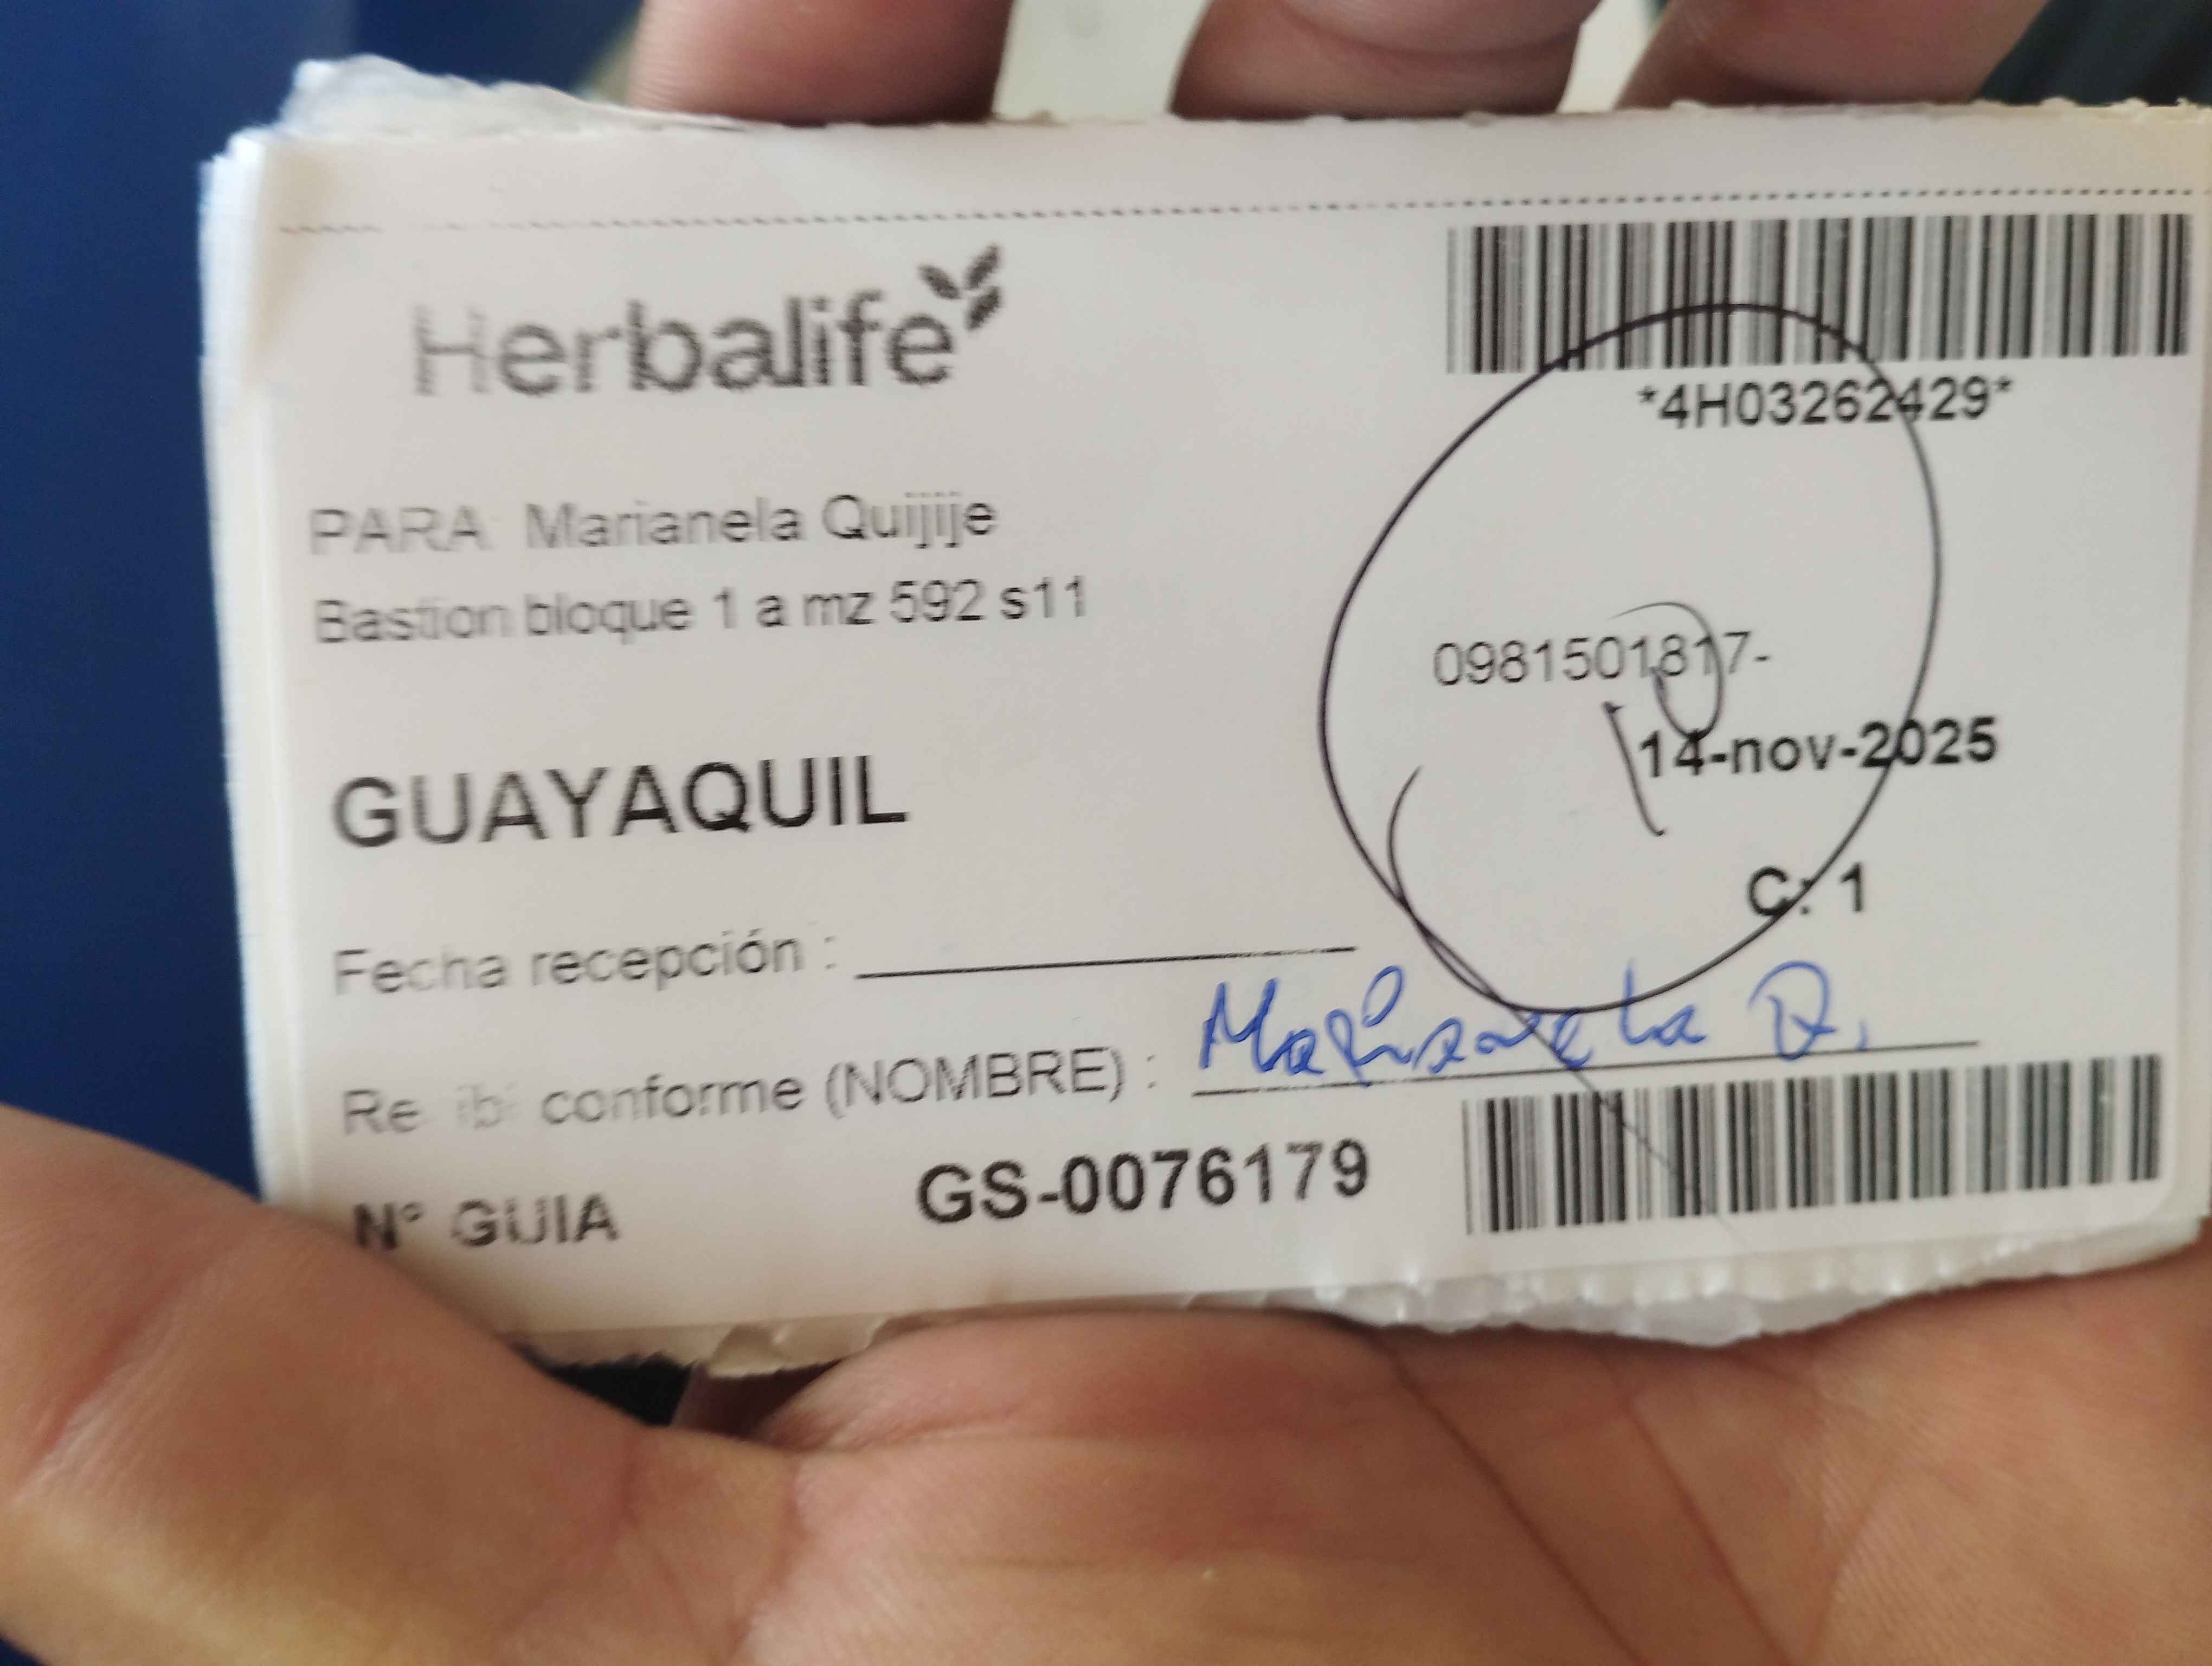 Herbalife
*4H03262429*
PARA Marianela Quijije
Bastion bloque 1 a mz 592 s11
0981501817-
14-nov-2025
GUAYAQUIL
C: 1
Fecha recepción :
Recibi conforme (NOMBRE) : Marianela Q.
N° GUIA GS-0076179